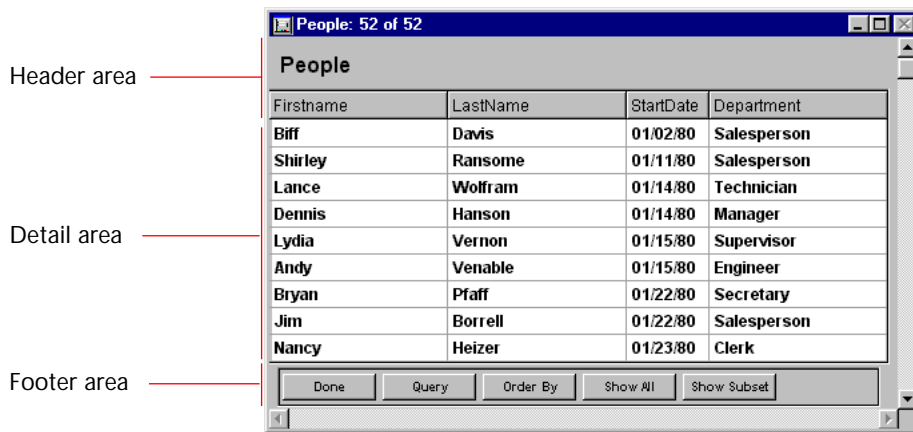 People: 52 of 52
Header area
People
Firstname LastName StartDate Department
Biff Davis 01/02/80 Salesperson
Shirley Ransome 01/11/80 Salesperson
Lance Wolfram 01/14/80 Technician
Dennis Hanson 01/14/80 Manager
Detail area
Lydia Vernon 01/15/80 Supervisor
Andy Venable 01/15/80 Engineer
Bryan Pfaff 01/22/80 Secretary
Jim Borrell 01/22/80 Salesperson
Nancy Heizer 01/23/80 Clerk
Footer area
Done Query Order By Show All Show Subset